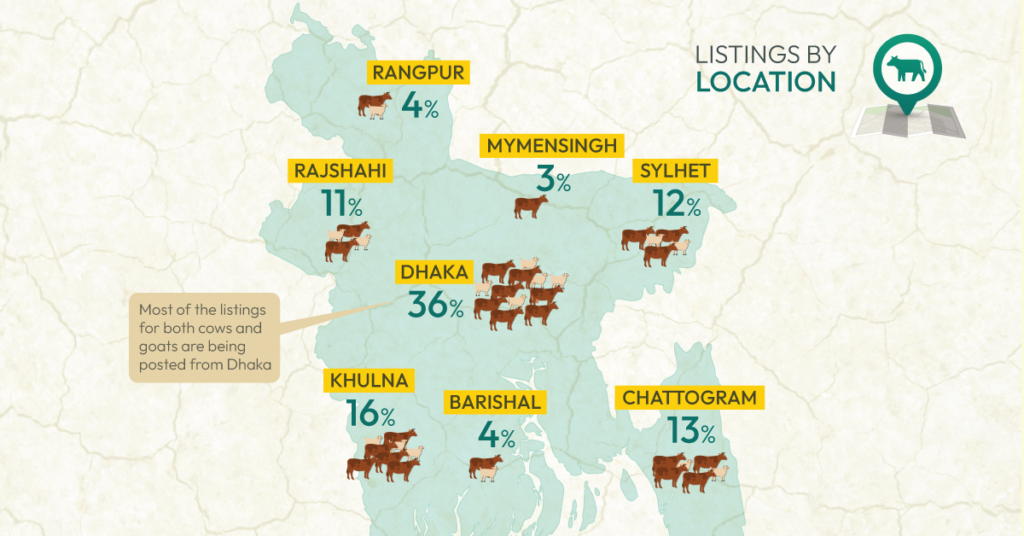 LISTINGS BY
LOCATION
RANGPUR
4%
MYMENSINGH
3%
RAJSHAHI
11%
SYLHET
12%
DHAKA
36%
Most of the listings
for both cows and
goats are being
posted from Dhaka
KHULNA
16%
BARISHAL
4%
CHATTOGRAM
13%